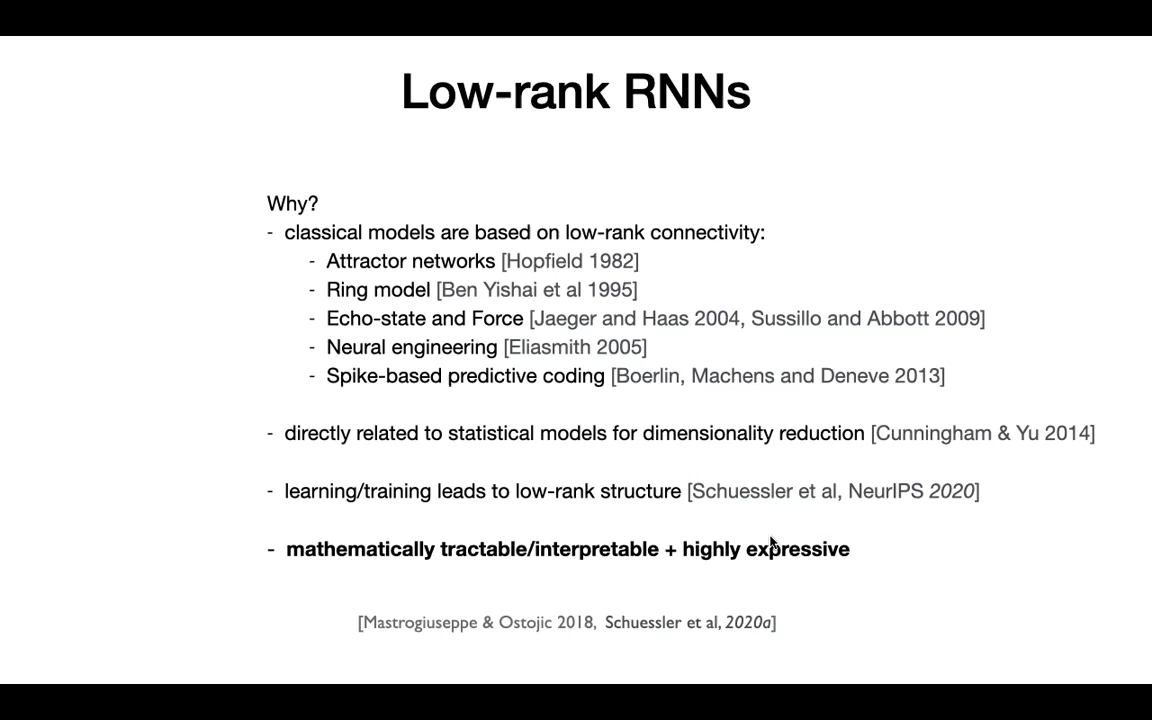 Low-rank RNNs
Why?
- classical models are based on low-rank connectivity:
- Attractor networks [Hopfield 1982]
- Ring model [Ben Yishai et al 1995]
- Echo-state and Force [Jaeger and Haas 2004, Sussillo and Abbott 2009]
- Neural engineering [Eliasmith 2005]
- Spike-based predictive coding [Boerlin, Machens and Deneve 2013]
- directly related to statistical models for dimensionality reduction [Cunningham & Yu 2014]
- learning/training leads to low-rank structure [Schuessler et al, NeurIPS 2020]
- mathematically tractable/interpretable + highly expressive
[Mastrogiuseppe & Ostojic 2018, Schuessler et al, 2020a]